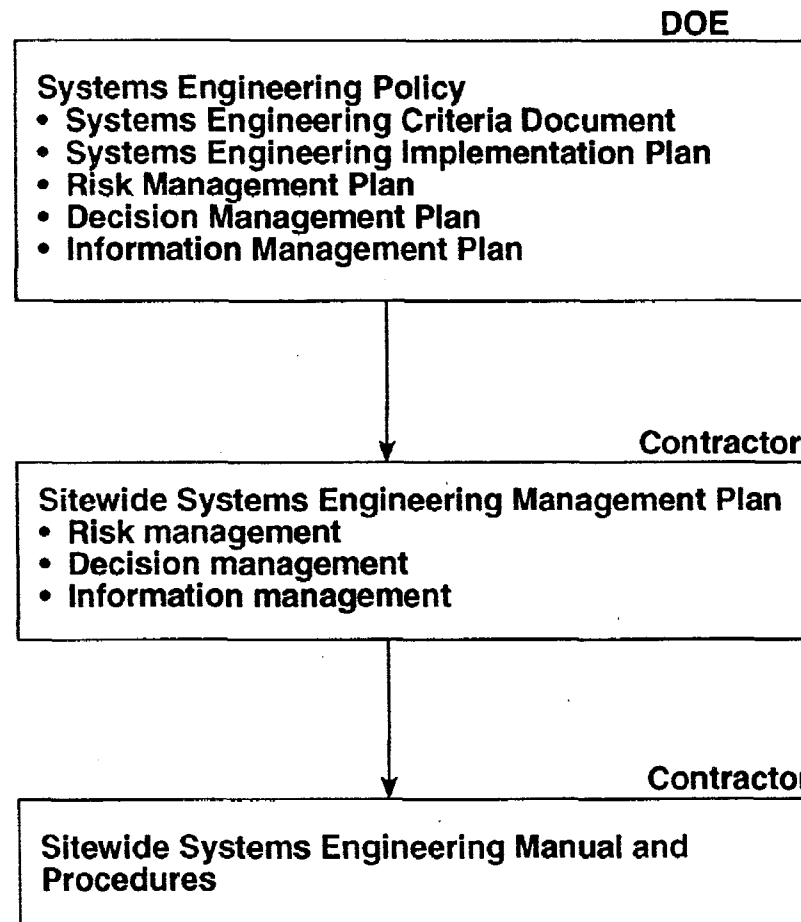 DOE
Systems Engineering Policy
• Systems Engineering Criteria Document
• Systems Engineering Implementation Plan
• Risk Management Plan
• Decision Management Plan
• Information Management Plan
Contractor
Sitewide Systems Engineering Management Plan
• Risk management
• Decision management
• Information management
Contractor
Sitewide Systems Engineering Manual and
Procedures